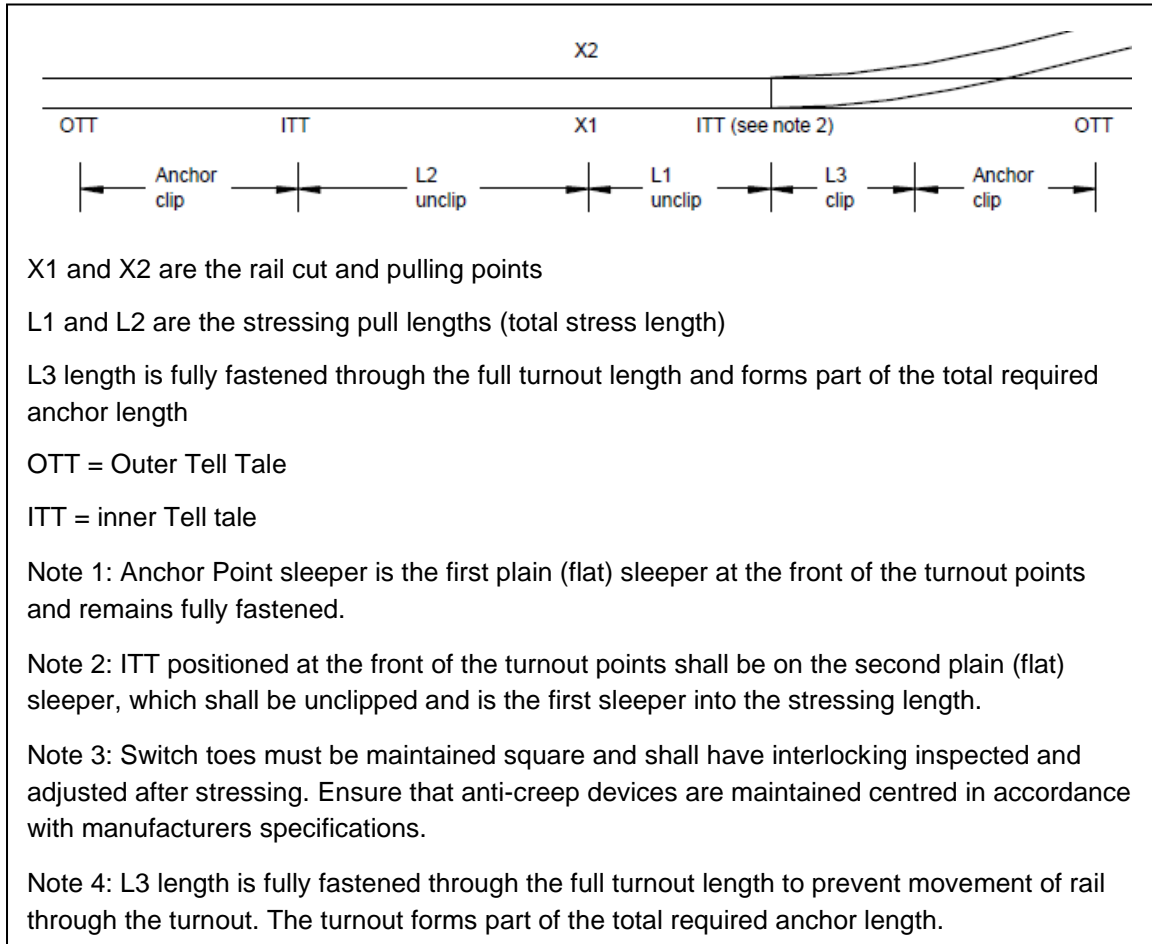 X2
OTT ITT X1 ITT (see note 2) OTT
Anchor clip L2 unclip L1 unclip L3 clip Anchor clip
X1 and X2 are the rail cut and pulling points
L1 and L2 are the stressing pull lengths (total stress length)
L3 length is fully fastened through the full turnout length and forms part of the total required
anchor length
OTT = Outer Tell Tale
ITT = inner Tell tale
Note 1: Anchor Point sleeper is the first plain (flat) sleeper at the front of the turnout points
and remains fully fastened.
Note 2: ITT positioned at the front of the turnout points shall be on the second plain (flat)
sleeper, which shall be unclipped and is the first sleeper into the stressing length.
Note 3: Switch toes must be maintained square and shall have interlocking inspected and
adjusted after stressing. Ensure that anti-creep devices are maintained centred in accordance
with manufacturers specifications.
Note 4: L3 length is fully fastened through the full turnout length to prevent movement of rail
through the turnout. The turnout forms part of the total required anchor length.